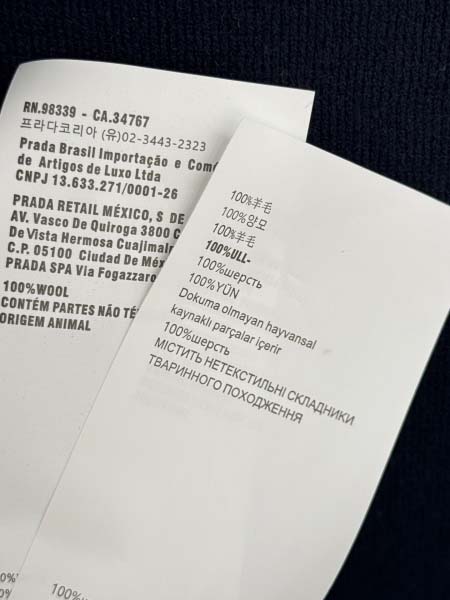 RN.98339 - CA.34767
프라다코리아 (유)02-3443-2323
Prada Brasil Importação e
de Artigos de Luxo Ltda
CNPJ 13.633.271/0001-26
PRADA RETAIL MÉXICO, S DE
AV. Vasco De Quiroga 3800
De Vista Hermosa
C.P. 05100 Ciudad De
PRADA SPA Via Fogazzaro
100%WOOL
CONTÉM PARTES NÃO
ORIGEM ANIMAL
100%羊毛
100%양모
100%羊毛
100%ULL-
100%шерсть
100%YÜN
Dokuma olmayan hayvansal
kaynaklı parçalar içerir
100%шерсть
МІСТИТЬ НЕТЕКСТИЛЬНІ СКЛАДНИКИ
ТВАРИННОГО ПОХОДЖЕННЯ
100%